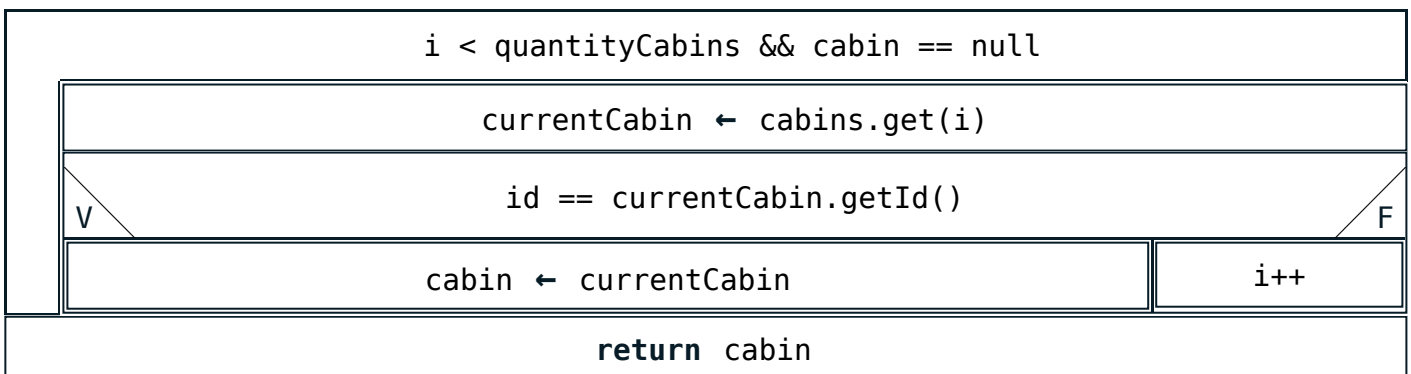 i < quantityCabins && cabin == null
currentCabin ← cabins.get(i)
id == currentCabin.getId()
V
F
cabin ← currentCabin
i++
return cabin